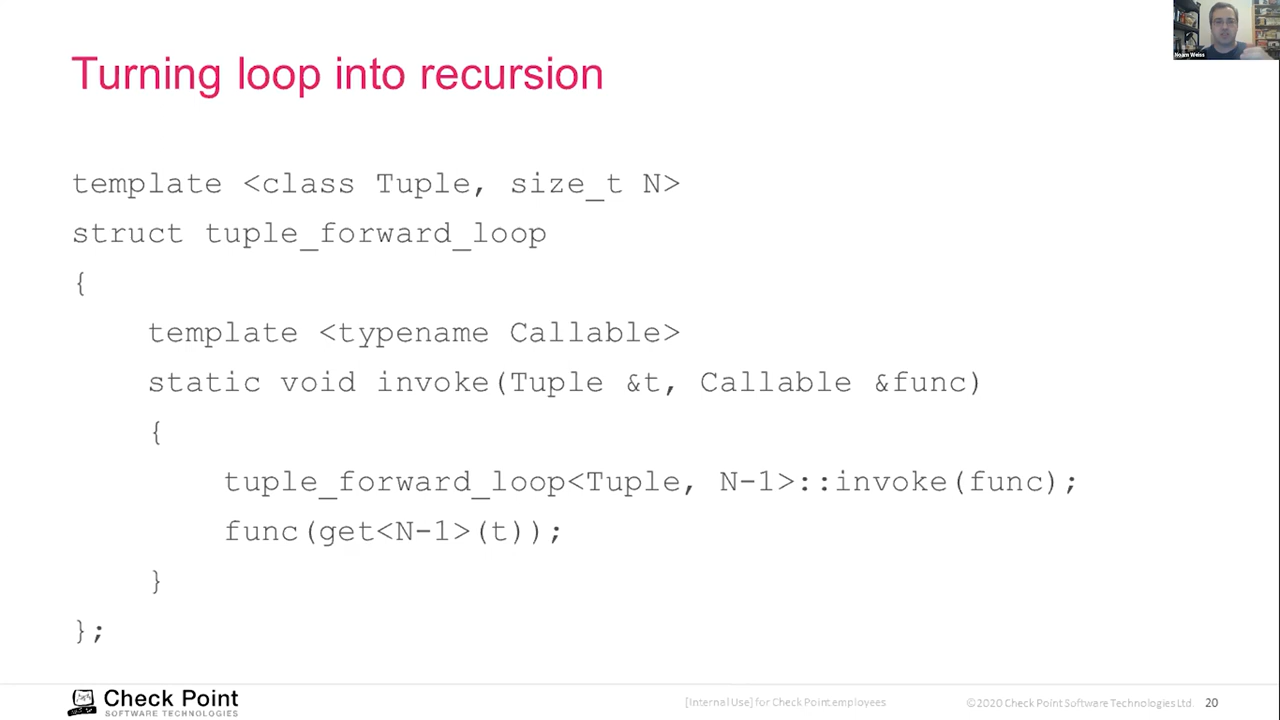 Noam Weiss
Turning loop into recursion
template <class Tuple, size_t N>
struct tuple_forward_loop
{
template <typename Callable>
static void invoke(Tuple &t, Callable &func)
{
tuple_forward_loop<Tuple, N-1>::invoke(func);
func(get<N-1>(t));
}
};
Check Point
SOFTWARE TECHNOLOGIES
[Internal Use] for Check Point employees
©2020 Check Point Software Technologies Ltd.
20